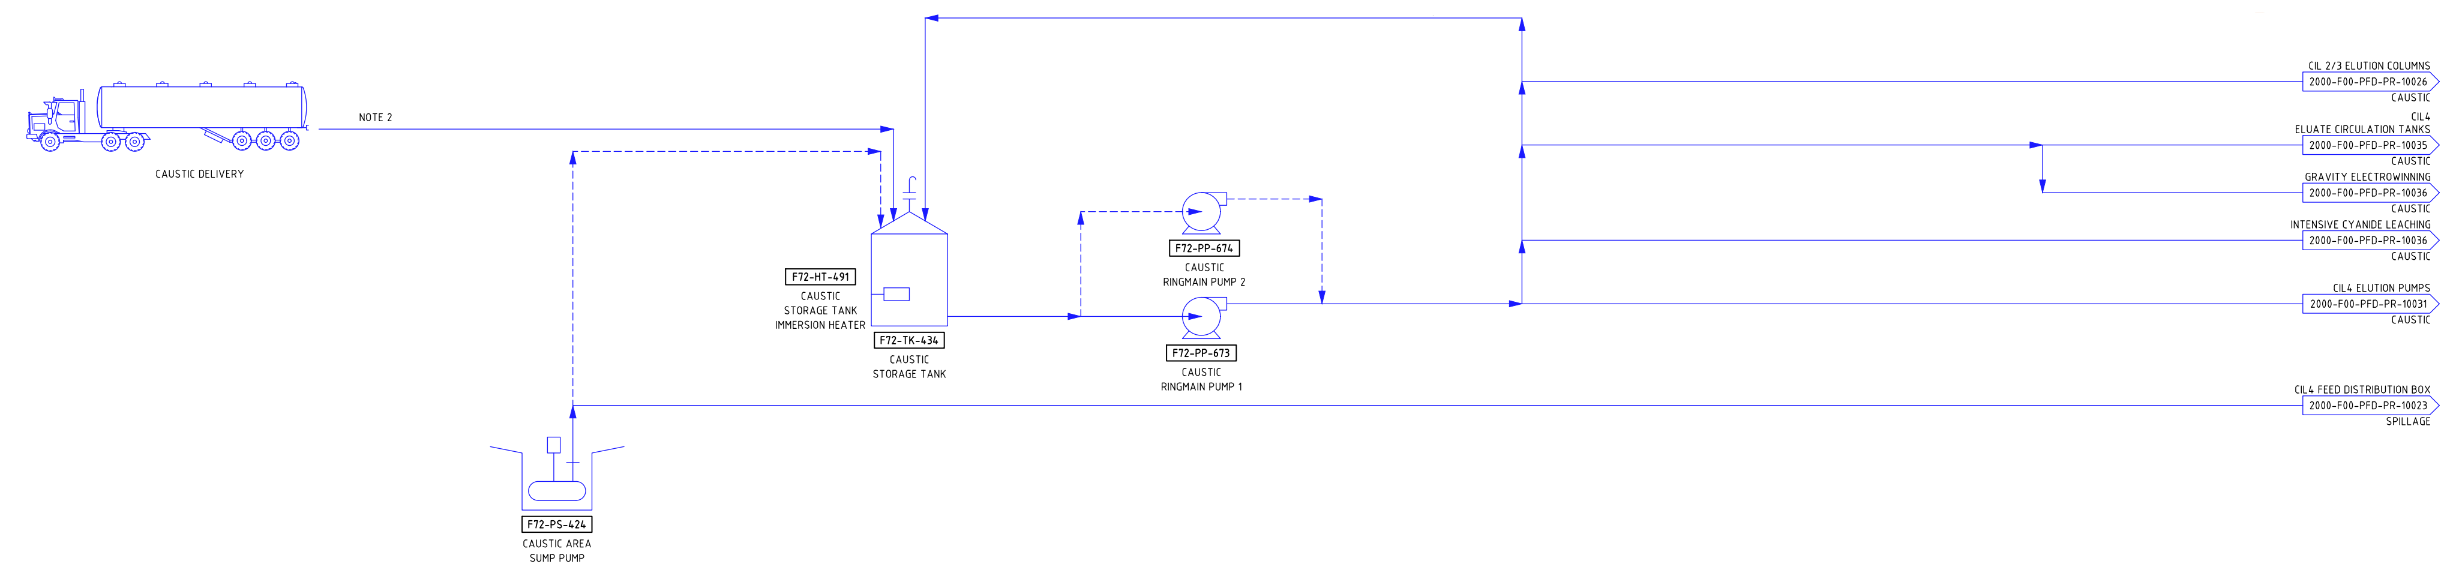 NOTE 2
CAUSTIC DELIVERY
F72-HT-491
CAUSTIC
STORAGE TANK
IMMERSION HEATER
F72-TK-434
CAUSTIC
STORAGE TANK
F72-PP-674
CAUSTIC
RINGMAIN PUMP 2
F72-PP-673
CAUSTIC
RINGMAIN PUMP 1
F72-PS-424
CAUSTIC AREA
SUMP PUMP
CIL 2/3 ELUTION COLUMNS
2000-F00-PFD-PR-10026
CAUSTIC
CIL4
ELUATE CIRCULATION TANKS
2000-F00-PFD-PR-10035
CAUSTIC
GRAVITY ELECTROWINNING
2000-F00-PFD-PR-10036
CAUSTIC
INTENSIVE CYANIDE LEACHING
2000-F00-PFD-PR-10036
CAUSTIC
CIL4 ELUTION PUMPS
2000-F00-PFD-PR-10031
CAUSTIC
CIL4 FEED DISTRIBUTION BOX
2000-F00-PFD-PR-10023
SPILLAGE